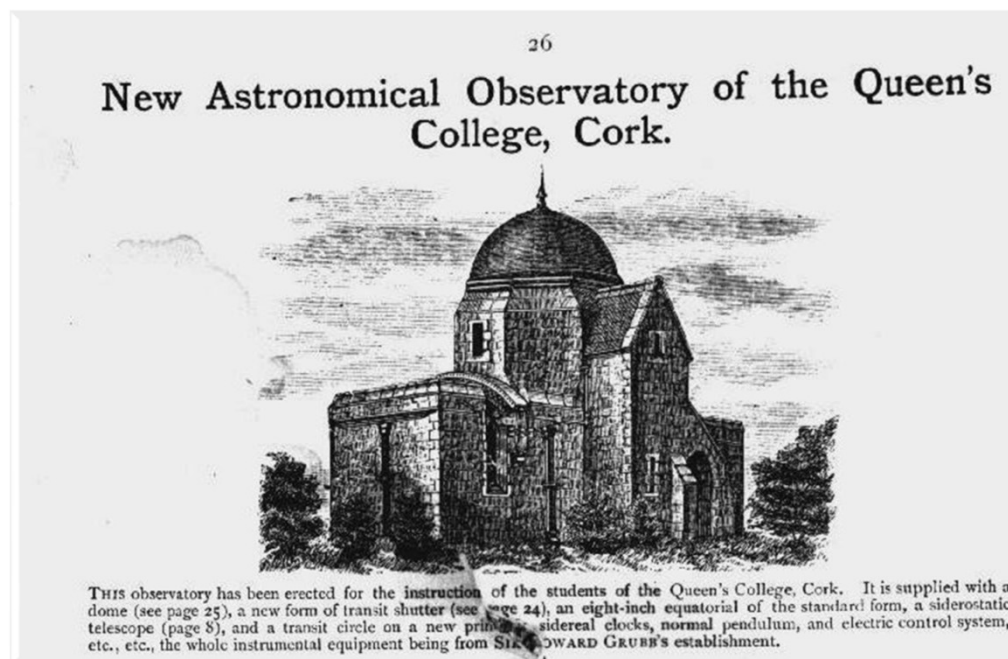 26
New Astronomical Observatory of the Queen's
College, Cork.
THIS observatory has been erected for the instruction of the students of the Queen's College, Cork. It is supplied with a
dome (see page 25), a new form of transit shutter (see 24), an eight-inch equatorial of the standard form, a siderostatic
telescope (page 8), and a transit circle on a new sidereal clocks, normal pendulum, and electric control system,
etc., etc., the whole instrumental equipment being from GRUBB'S establishment.